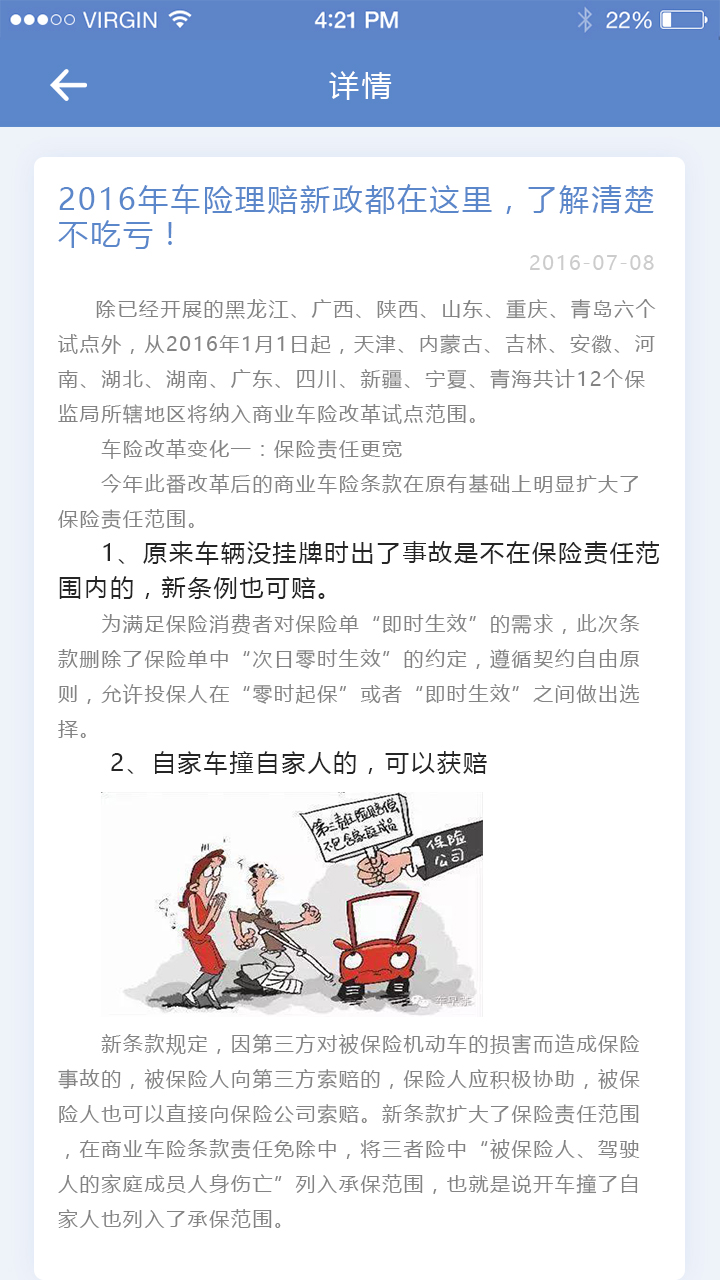 VIRGIN 4:21 PM 22%
详情
2016年车险理赔新政都在这里，了解清楚
不吃亏！
2016-07-08
除已经开展的黑龙江、广西、陕西、山东、重庆、青岛六个
试点外，从2016年1月1日起，天津、内蒙古、吉林、安徽、河
南、湖北、湖南、广东、四川、新疆、宁夏、青海共计12个保
监局所辖地区将纳入商业车险改革试点范围。
车险改革变化一：保险责任更宽
今年此番改革后的商业车险条款在原有基础上明显扩大了
保险责任范围。
1、原来车辆没挂牌时出了事故是不在保险责任范
围内的，新条例也可赔。
为满足保险消费者对保险单“即时生效”的需求，此次条
款删除了保险单中“次日零时生效”的约定，遵循契约自由原
则，允许投保人在“零时起保”或者“即时生效”之间做出选
择。
2、自家车撞自家人的，可以获赔
第三责任险赔偿
不包含家庭成员
保险
公司
新条款规定，因第三方对被保险机动车的损害而造成保险
事故的，被保险人向第三方索赔的，保险人应积极协助，被保
险人也可以直接向保险公司索赔。新条款扩大了保险责任范围
，在商业车险条款责任免除中，将三者险中“被保险人、驾驶
人的家庭成员人身伤亡”列入承保范围，也就是说开车撞了自
家人也列入了承保范围。